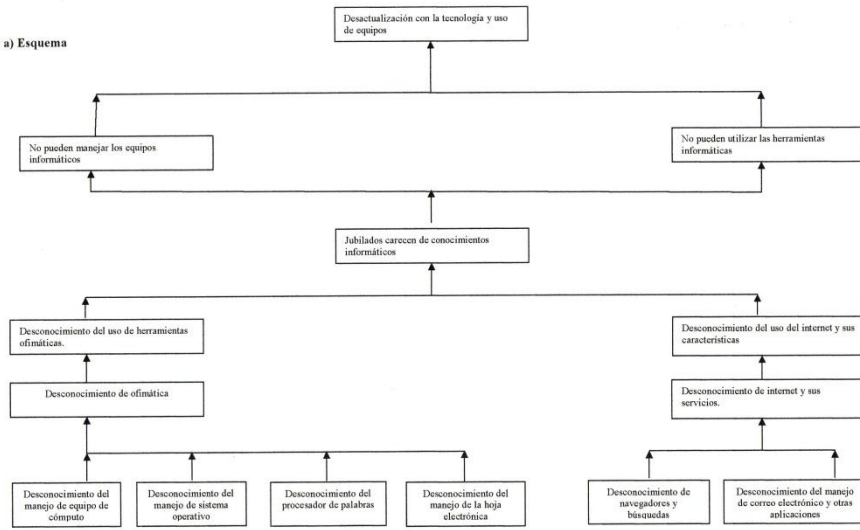 Desactualización con la tecnología y uso
de equipos
a) Esquema
No pueden manejar los equipos
informáticos
No pueden utilizar las herramientas
informáticas
Jubilados carecen de conocimientos
informáticos
Desconocimiento del uso de herramientas
ofimáticas.
Desconocimiento del uso del internet y sus
características
Desconocimiento de ofimática
Desconocimiento de internet y sus
servicios.
Desconocimiento del
manejo de equipo de
cómputo
Desconocimiento del
manejo de sistema
operativo
Desconocimiento del
procesador de palabras
Desconocimiento del
manejo de la hoja
electrónica
Desconocimiento de
navegadores y
búsquedas
Desconocimiento del manejo
de correo electrónico y otras
aplicaciones